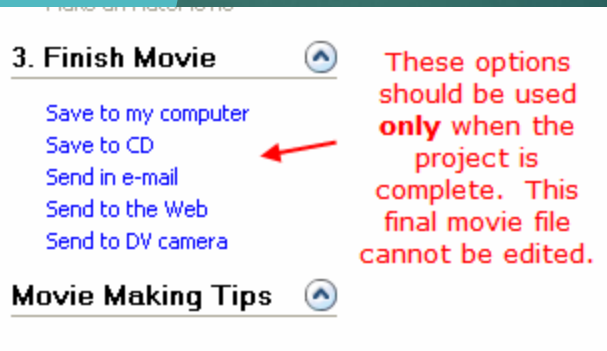 3. Finish Movie
Save to my computer
Save to CD
Send in e-mail
Send to the Web
Send to DV camera
Movie Making Tips
These options
should be used
only when the
project is
complete. This
final movie file
cannot be edited.